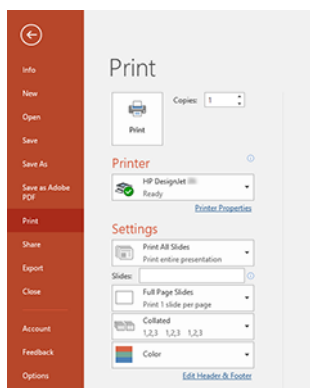 Print
Info
New
Open
Save
Save As
Save as Adobe
PDF
Print
Share
Export
Close
Account
Feedback
Options
Copies: 1
Print
Printer
HP DesignJet
Ready
Printer Properties
Settings
Print All Slides
Print entire presentation
Slides:
Full Page Slides
Print 1 slide per page
Collated
1,2,3 1,2,3 1,2,3
Color
Edit Header & Footer